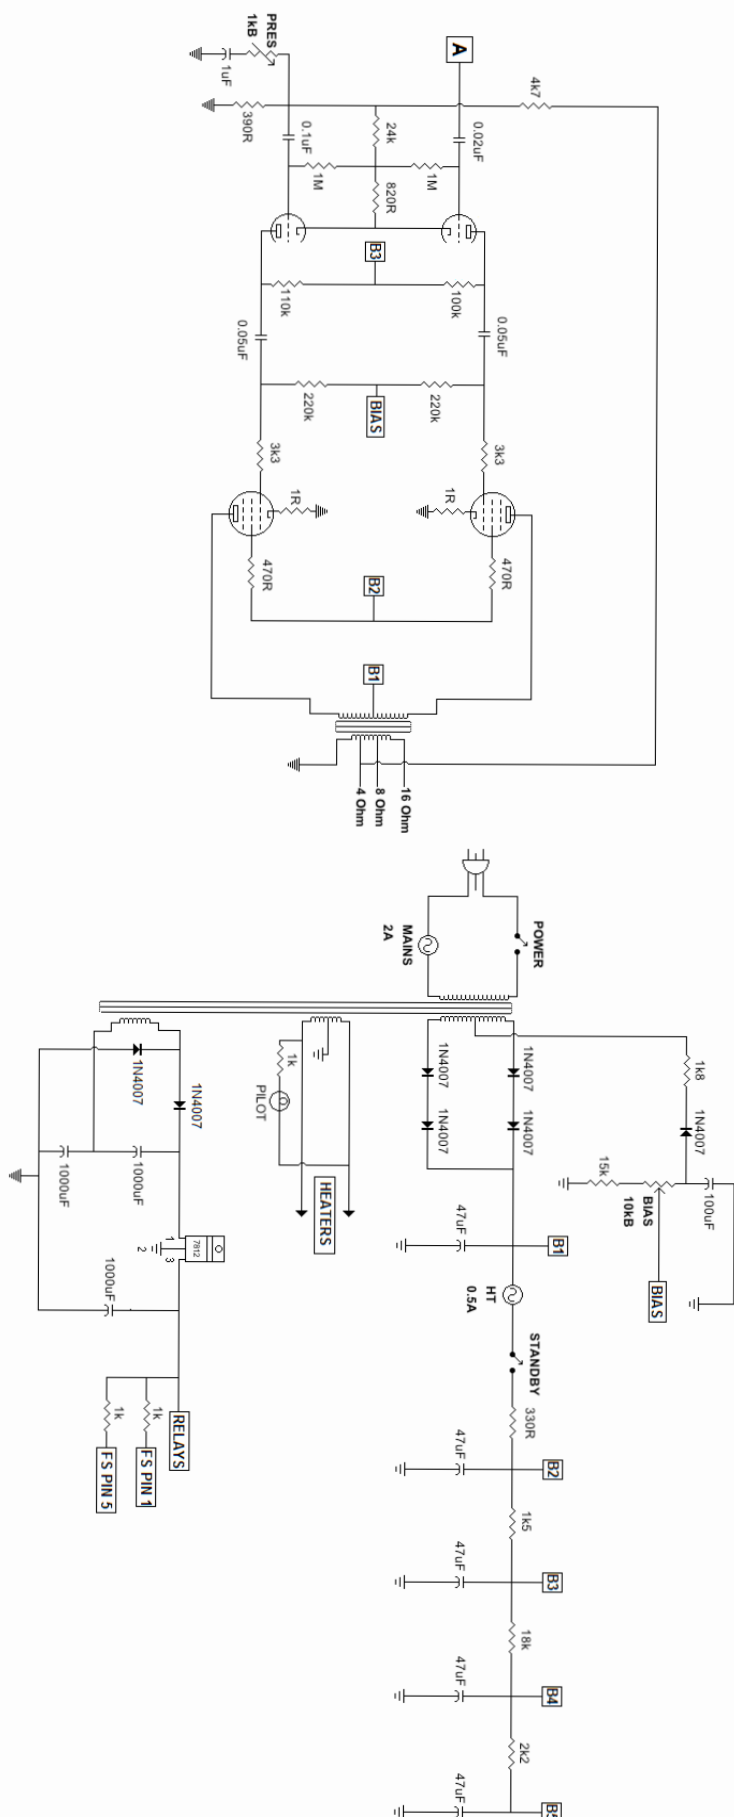 PRES
1kB
1uF
390R
A
4k7
0.1uF
24k
0.02uF
1M
1M
820R
B3
110k
100k
0.05uF
0.05uF
220k
220k
BIAS
3k3
3k3
1R
1R
470R
470R
B2
B1
16 Ohm
8 Ohm
4 Ohm
POWER
MAINS
2A
1N4007
1N4007
1k
PILOT
HEATERS
1N4007
1N4007
1N4007
1N4007
1k8
1N4007
15k
BIAS
10kB
100uF
BIAS
1000uF
1000uF
1
2
3
7812
1000uF
1k
1k
RELAYS
FS PIN 1
FS PIN 5
47uF
B1
HT
0.5A
STANDBY
330R
47uF
B2
1k5
47uF
B3
18k
47uF
B4
2k2
47uF
B5